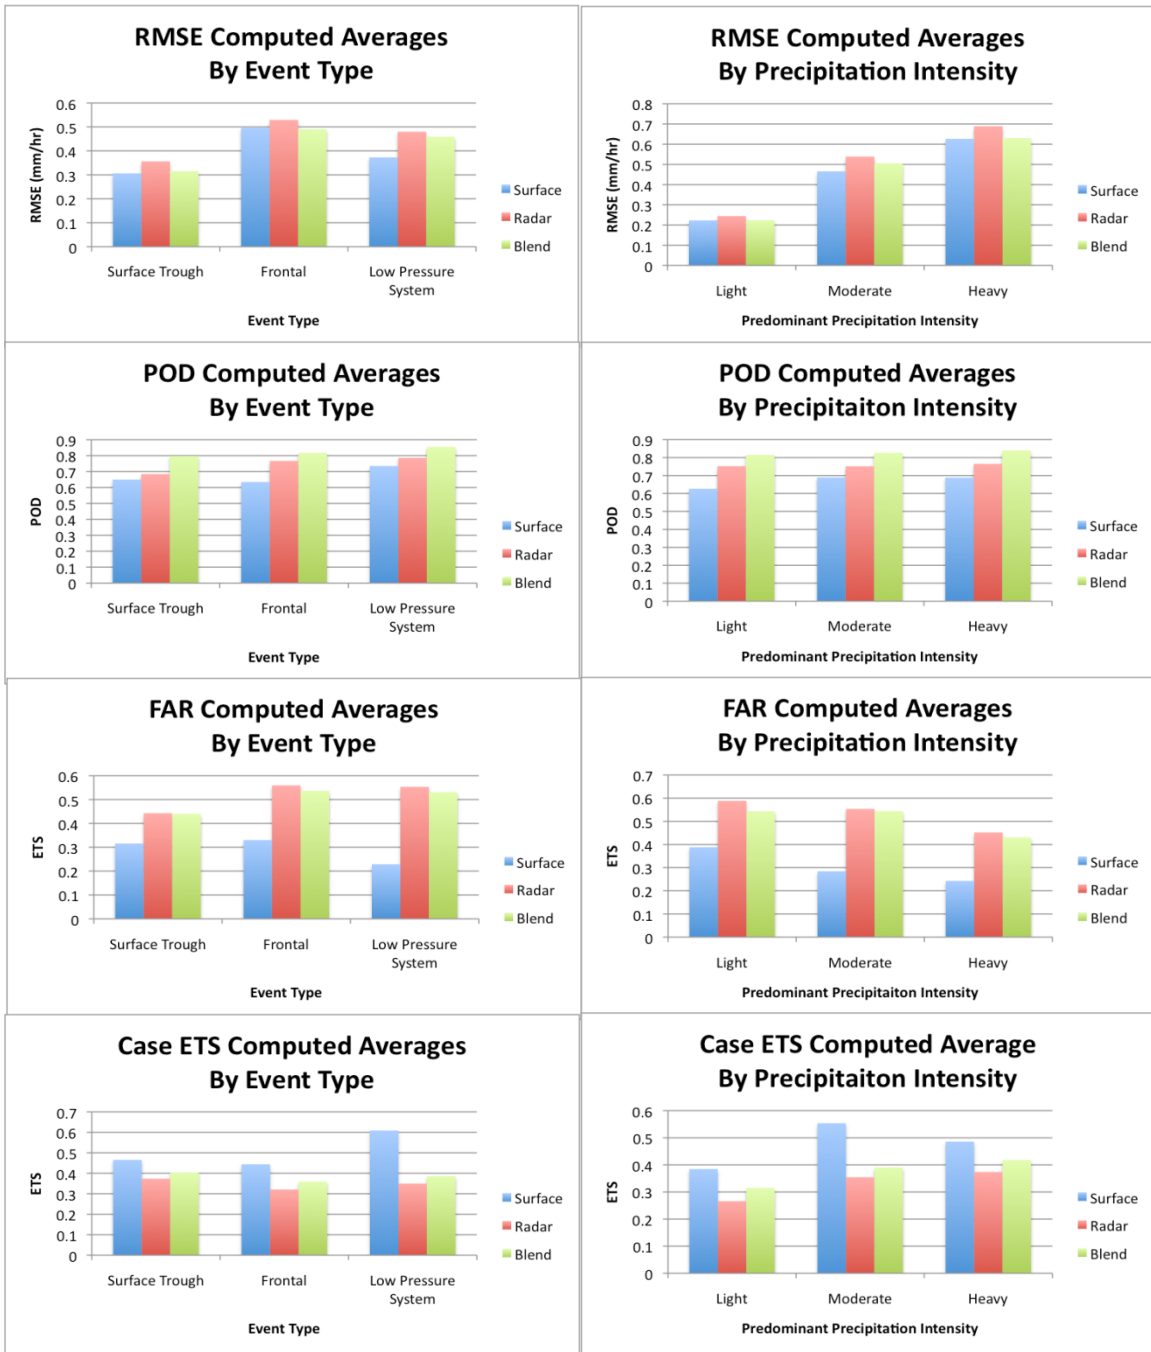 RMSE Computed Averages
By Event Type
0.6
0.5
0.4
0.3
0.2
0.1
0
RMSE (mm/hr)
Surface
Radar
Blend
Surface Trough
Frontal
Low Pressure
System
Event Type
RMSE Computed Averages
By Precipitation Intensity
0.8
0.7
0.6
0.5
0.4
0.3
0.2
0.1
0
RMSE (mm/hr)
Surface
Radar
Blend
Light
Moderate
Heavy
Predominant Precipitation Intensity
POD Computed Averages
By Event Type
0.9
0.8
0.7
0.6
0.5
0.4
0.3
0.2
0.1
0
POD
Surface
Radar
Blend
Surface Trough
Frontal
Low Pressure
System
Event Type
POD Computed Averages
By Precipitaiton Intensity
0.9
0.8
0.7
0.6
0.5
0.4
0.3
0.2
0.1
0
POD
Surface
Radar
Blend
Light
Moderate
Heavy
Predominant Precipitation Intensity
FAR Computed Averages
By Event Type
0.6
0.5
0.4
0.3
0.2
0.1
0
ETS
Surface
Radar
Blend
Surface Trough
Frontal
Low Pressure
System
Event Type
FAR Computed Averages
By Precipitation Intensity
0.7
0.6
0.5
0.4
0.3
0.2
0.1
0
ETS
Surface
Radar
Blend
Light
Moderate
Heavy
Predominant Precipitaiton Intensity
Case ETS Computed Averages
By Event Type
0.7
0.6
0.5
0.4
0.3
0.2
0.1
0
ETS
Surface
Radar
Blend
Surface Trough
Frontal
Low Pressure
System
Event Type
Case ETS Computed Average
By Precipitaiton Intensity
0.6
0.5
0.4
0.3
0.2
0.1
0
ETS
Surface
Radar
Blend
Light
Moderate
Heavy
Predominant Precipitation Intensity